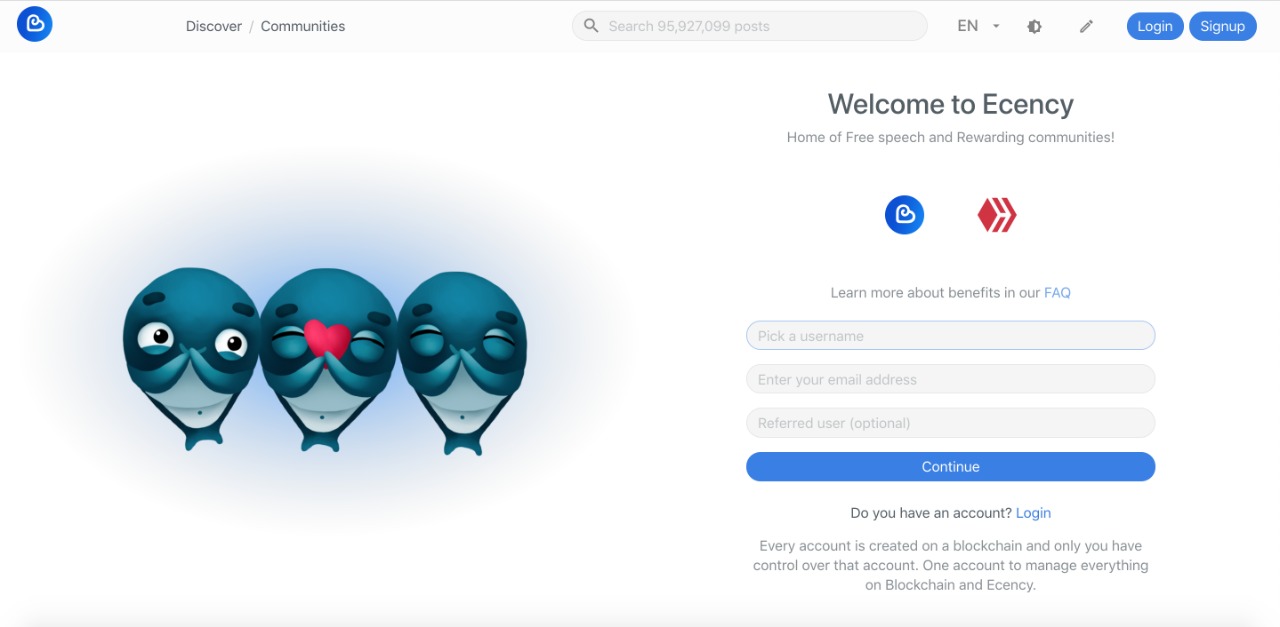 Discover / Communities
Search 95,927,099 posts
EN
Login
Signup
Welcome to Ecency
Home of Free speech and Rewarding communities!
Learn more about benefits in our FAQ
Pick a username
Enter your email address
Referred user (optional)
Continue
Do you have an account? Login
Every account is created on a blockchain and only you have
control over that account. One account to manage everything
on Blockchain and Ecency.